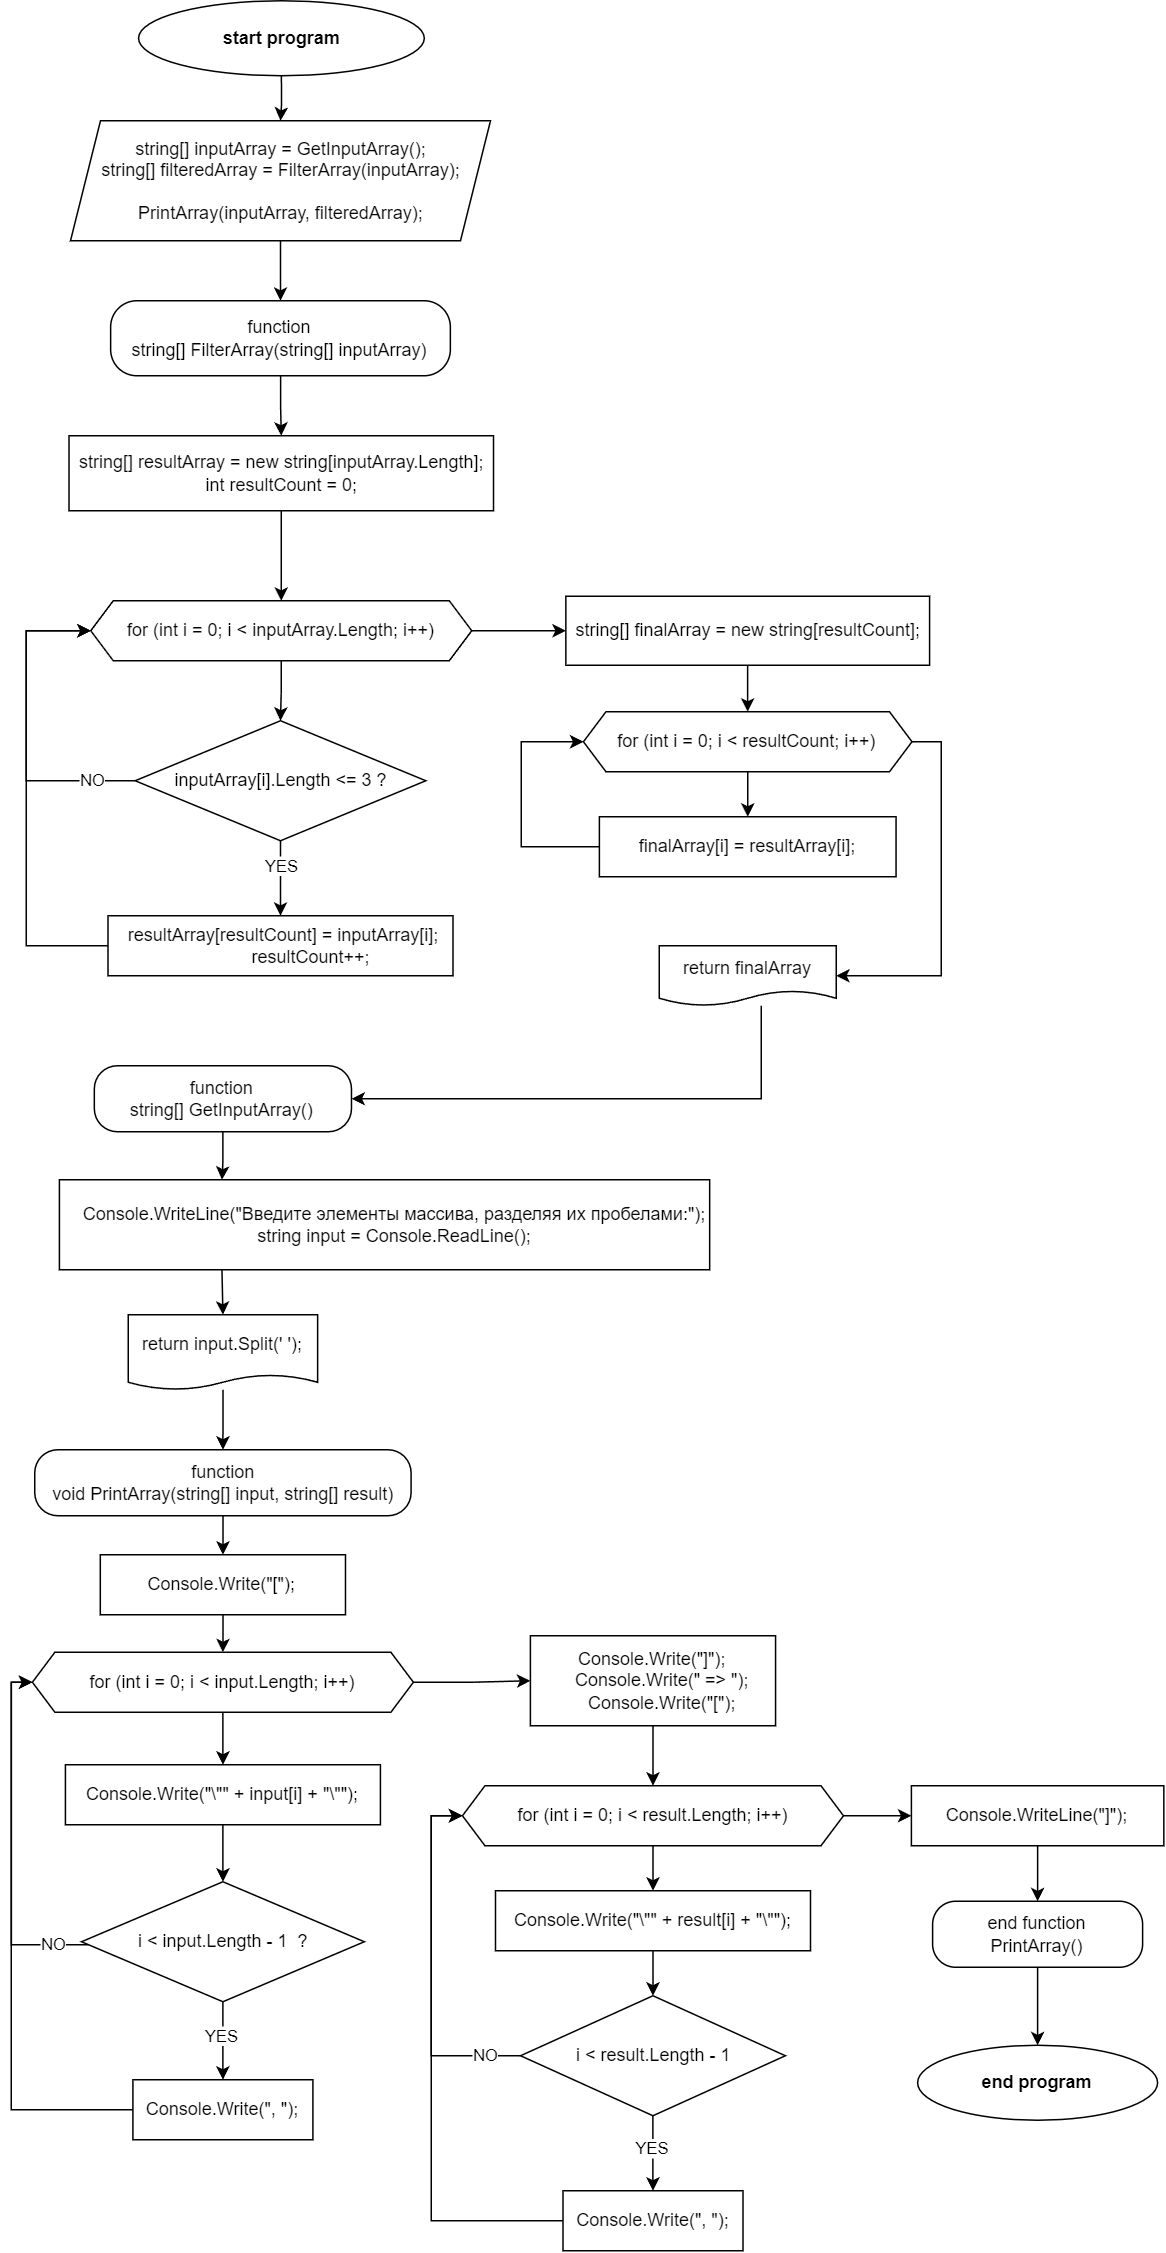 start program
string[] inputArray = GetInputArray();
string[] filteredArray = FilterArray(inputArray);
PrintArray(inputArray, filteredArray);
function
string[] FilterArray(string[] inputArray)
string[] resultArray = new string[inputArray.Length];
int resultCount = 0;
for (int i = 0; i < inputArray.Length; i++)
string[] finalArray = new string[resultCount];
for (int i = 0; i < resultCount; i++)
inputArray[i].Length <= 3 ?
NO
YES
finalArray[i] = resultArray[i];
resultArray[resultCount] = inputArray[i];
resultCount++;
return finalArray
function
string[] GetInputArray()
Console.WriteLine("Введите элементы массива, разделяя их пробелами:");
string input = Console.ReadLine();
return input.Split(' ');
function
void PrintArray(string[] input, string[] result)
Console.Write("[");
for (int i = 0; i < input.Length; i++)
Console.Write("\"" + input[i] + "\"");
i < input.Length - 1  ?
NO
YES
Console.Write(", ");
Console.Write("]");
Console.Write(" => ");
Console.Write("[");
for (int i = 0; i < result.Length; i++)
Console.Write("\"" + result[i] + "\"");
i < result.Length - 1
NO
YES
Console.Write(", ");
Console.WriteLine("]");
end function
PrintArray()
end program